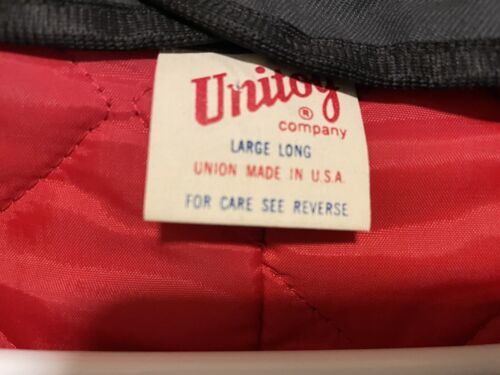 Unitog
®
company
LARGE LONG
UNION MADE IN U.S.A.
FOR CARE SEE REVERSE